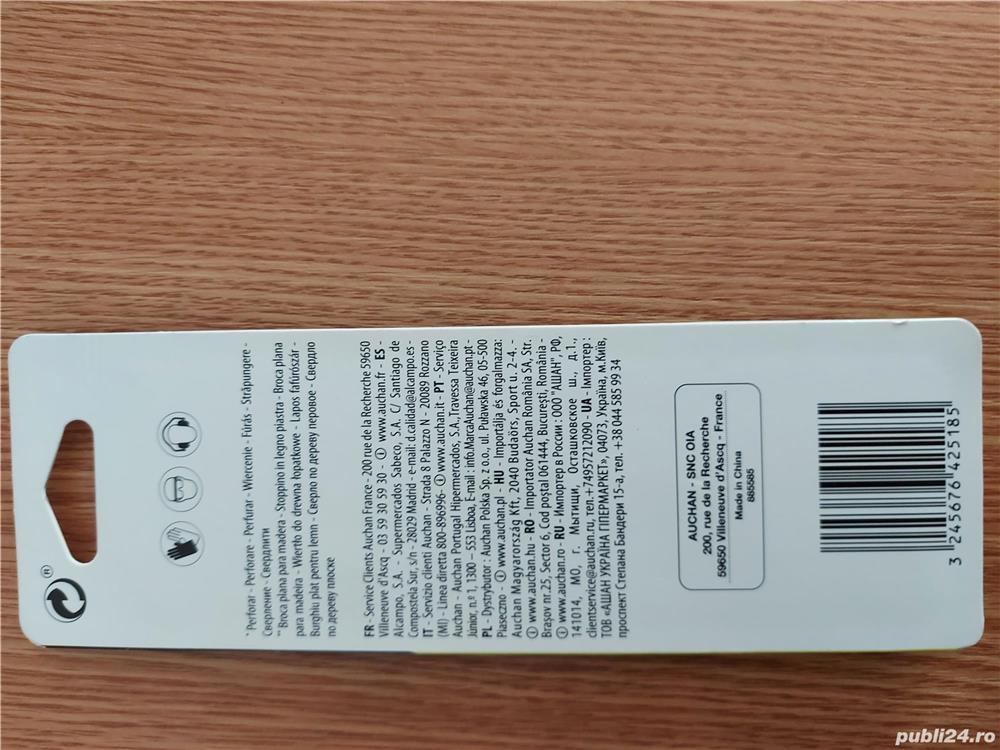 ®
* Perforar - Perforare - Perfurar - Wiercenie - Fúrás - Străpungere -
Сверление - Свердлити
** Broca plana para madera - Stoppino in legno piastra - Broca plana
para madeira - Wiertło do drewna łopatkowe - Lapos fafúrószár -
Burghiu plat pentru lemn - Сверло по дереву перовое - Свердло
по дереву плоске
FR - Service Clients Auchan France - 200 rue de la Recherche 59650
Villeneuve d'Ascq - 03 59 30 59 30 - ⓘ www.auchan.fr - ES -
Alcampo, S.A. - Supermercados Sabeco, S.A. C/ Santiago de
Compostela Sur, s/n - 28029 Madrid - e-mail: d.calidad@alcampo.es -
IT - Servizio clienti Auchan - Strada 8 Palazzo N - 20089 Rozzano
(MI) - Linea diretta 800-896996- ⓘ www.auchan.it - PT - Serviço
Auchan - Auchan Portugal Hipermercados, S.A.,Travessa Teixeira
Júnior, n.º 1, 1300 – 553 Lisboa, E-mail : info.MarcaAuchan@auchan.pt -
PL - Dystrybutor : Auchan Polska Sp. z o.o., ul. Puławska 46, 05-500
Piaseczno - ⓘ www.auchan.pl - HU - Importálja és forgalmazza:
Auchan Magyarország Kft, 2040 Budaörs, Sport u. 2-4. -
ⓘ www.auchan.hu - RO - Importator Auchan România SA, Str.
Brașov nr.25, Sector 6, Cod poștal 061444, București, România -
ⓘ www.auchan.ro - RU - Импортер в России : ООО "АШАН", РФ,
141014, МО, г. Мытищи, Осташковское ш., д.1,
clientservice@auchan.ru, тел.+74957212090 - UA - Імпортер :
ТОВ «АШАН УКРАЇНА ГІПЕРМАРКЕТ», 04073, Україна, м.Київ,
проспект Степана Бандери 15-а, тел. +38 044 585 99 34
AUCHAN - SNC OIA
200, rue de la Recherche
59650 Villeneuve d'Ascq - France
Made in China
885585
3 245676 425185
publi24.ro